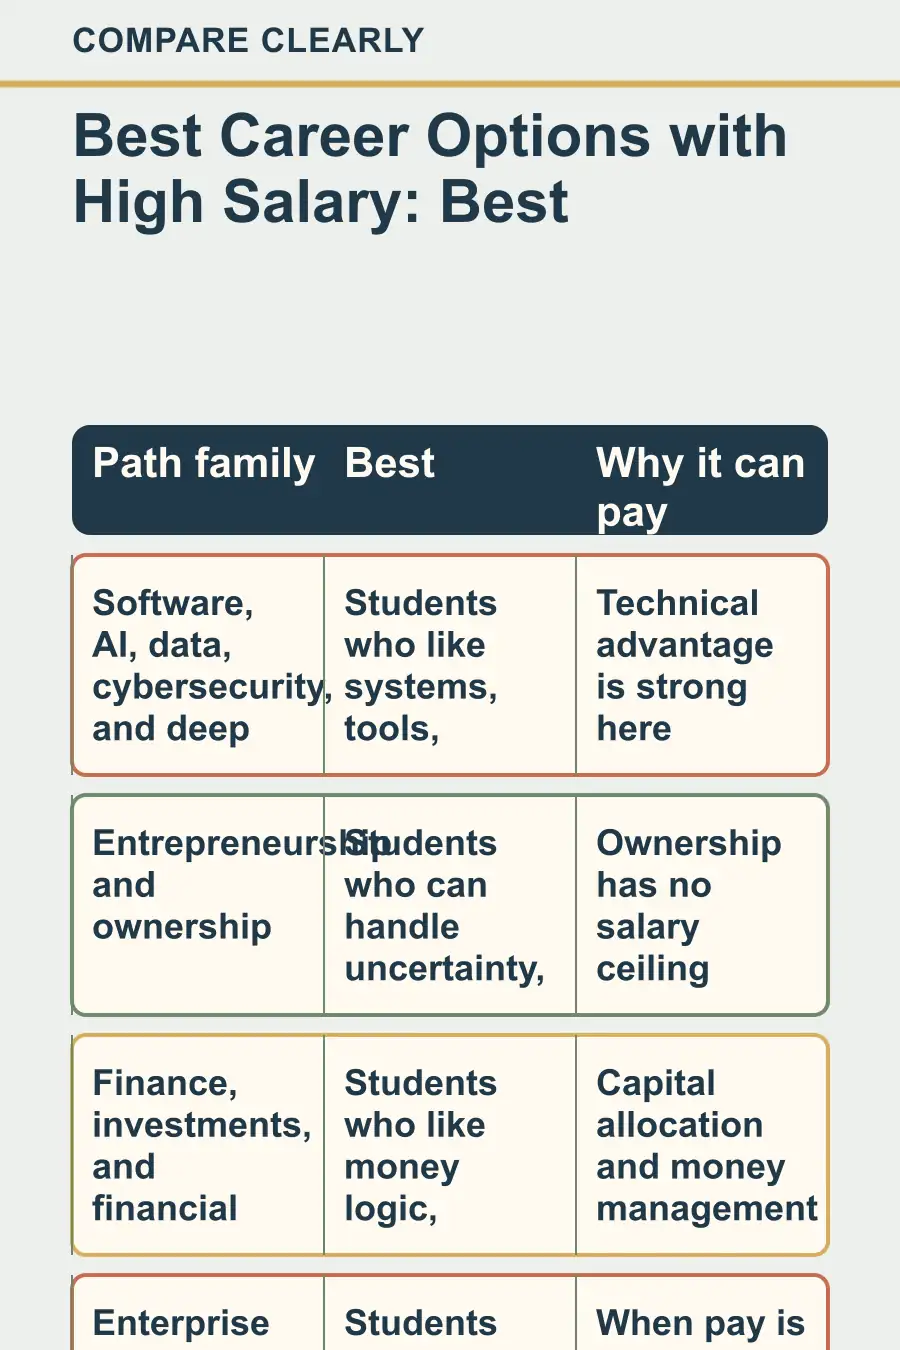 COMPARE CLEARLY
Best Career Options with
High Salary: Best
Path family
Best
Why it can
pay
Software,
AI, data,
cybersecurity,
and deep
Students
who like
systems,
tools,
Technical
advantage
is strong
here
Entrepreneurship
and
ownership
Students
who can
handle
uncertainty,
Ownership
has no
salary
ceiling
Finance,
investments,
and
financial
Students
who like
money
logic,
Capital
allocation
and money
management
Enterprise
Students
When pay is